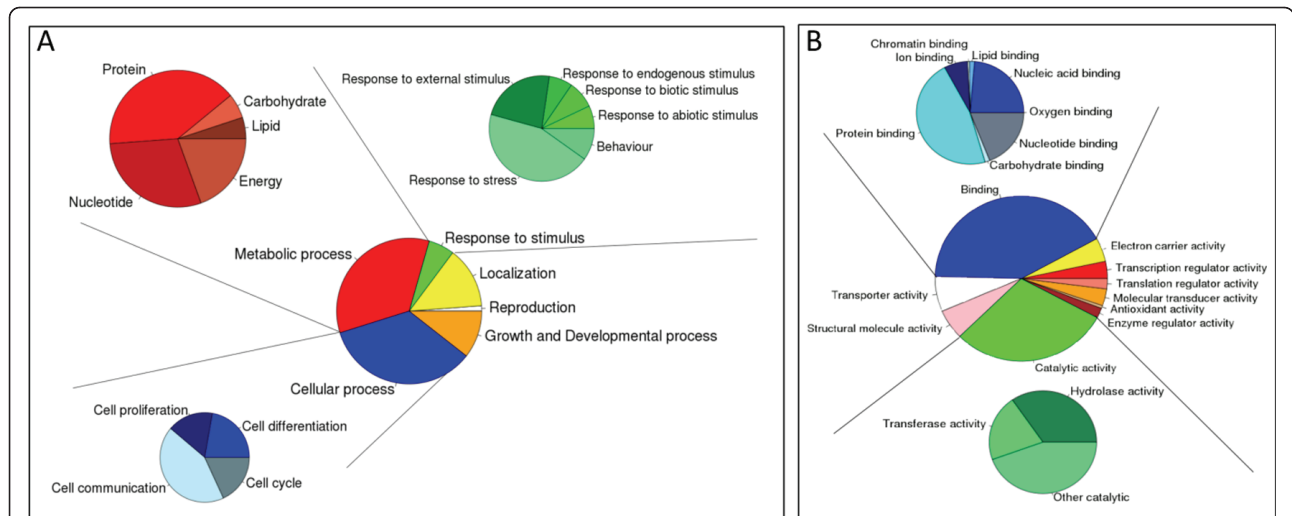 A
Protein
Carbohydrate
Lipid
Energy
Nucleotide
Response to external stimulus
Response to endogenous stimulus
Response to biotic stimulus
Response to abiotic stimulus
Behaviour
Response to stress
Metabolic process
Response to stimulus
Localization
Reproduction
Growth and Developmental process
Cellular process
Cell proliferation
Cell differentiation
Cell communication
Cell cycle
B
Chromatin binding
Lipid binding
Ion binding
Nucleic acid binding
Oxygen binding
Protein binding
Nucleotide binding
Carbohydrate binding
Binding
Electron carrier activity
Transcription regulator activity
Translation regulator activity
Molecular transducer activity
Antioxidant activity
Enzyme regulator activity
Transporter activity
Structural molecule activity
Catalytic activity
Hydrolase activity
Transferase activity
Other catalytic